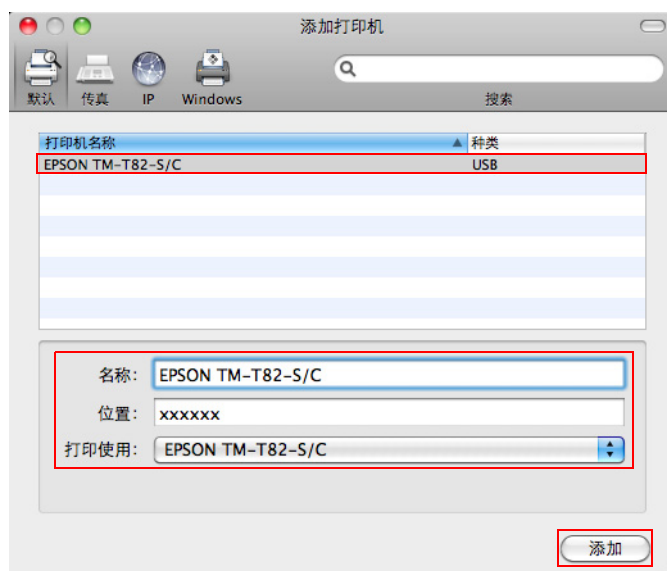 添加打印机
默认 传真 IP Windows 搜索
打印机名称 种类
EPSON TM-T82-S/C USB
名称: EPSON TM-T82-S/C
位置: xxxxxx
打印使用: EPSON TM-T82-S/C
添加